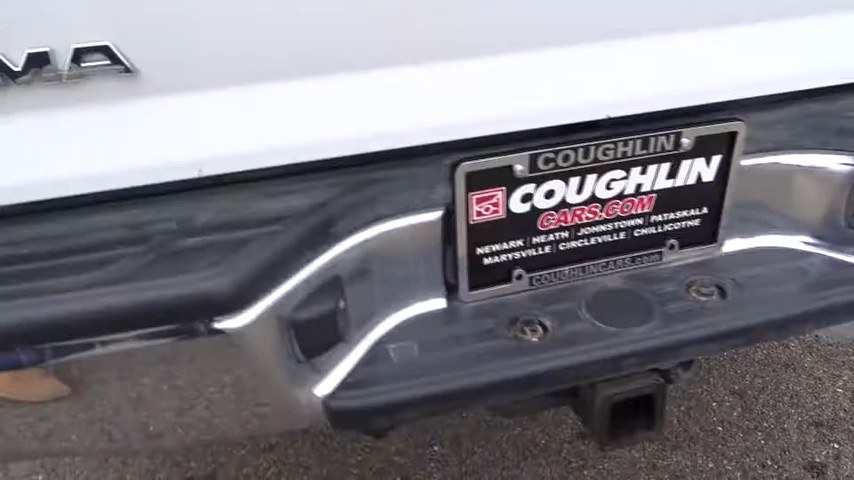 MA
COUGHLIN
COUGHLIN
CARS.COM
NEWARK | HEATH | JOHNSTOWN | PATASKALA
MARYSVILLE | CIRCLEVILLE | CHILLICOTHE
COUGHLINCARS.com